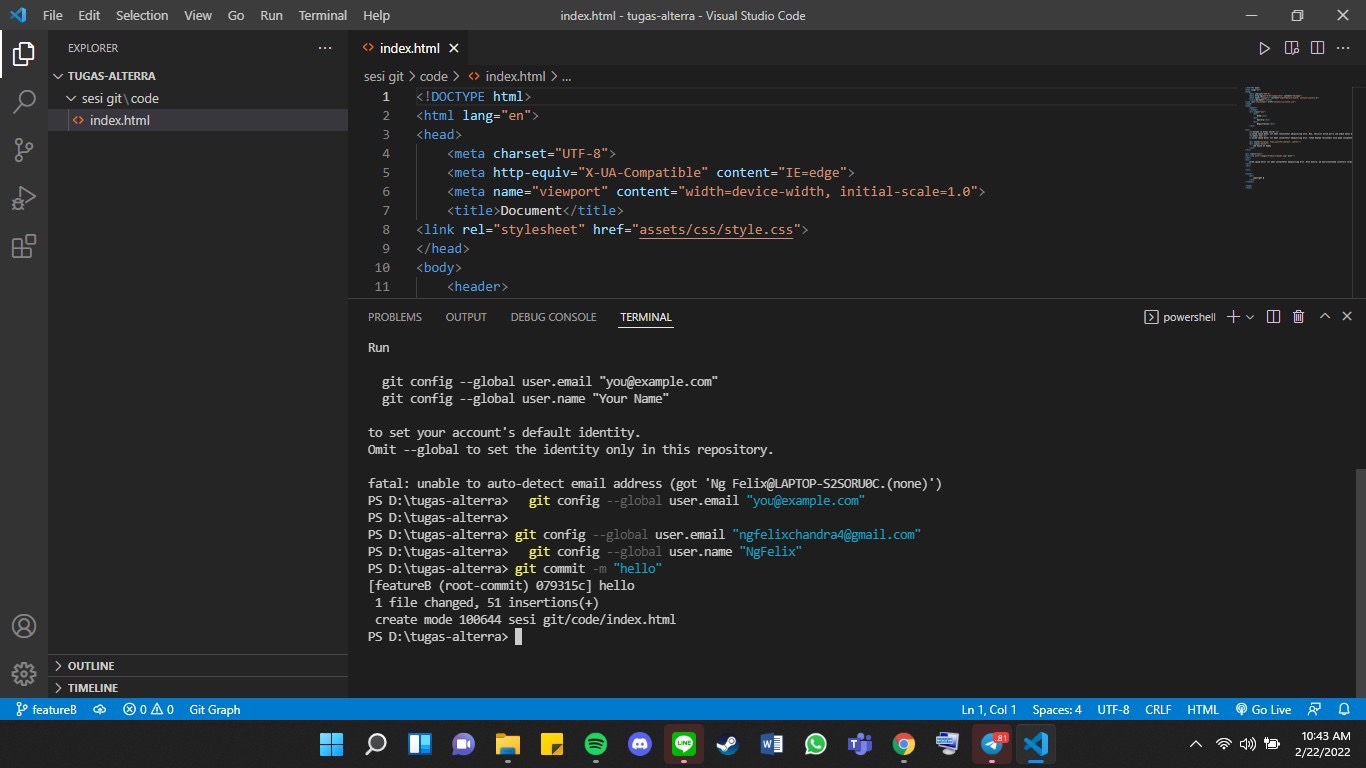 File Edit Selection View Go Run Terminal Help
index.html - tugas-alterra - Visual Studio Code
EXPLORER
TUGAS-ALTERRA
sesi git\code
index.html
OUTLINE
TIMELINE
index.html
sesi git > code > index.html > ...
1 <!DOCTYPE html>
2 <html lang="en">
3 <head>
4 <meta charset="UTF-8">
5 <meta http-equiv="X-UA-Compatible" content="IE=edge">
6 <meta name="viewport" content="width=device-width, initial-scale=1.0">
7 <title>Document</title>
8 <link rel="stylesheet" href="assets/css/style.css">
9 </head>
10 <body>
11 <header>
PROBLEMS OUTPUT DEBUG CONSOLE TERMINAL
powershell
Run
git config --global user.email "you@example.com"
git config --global user.name "Your Name"
to set your account's default identity.
Omit --global to set the identity only in this repository.
fatal: unable to auto-detect email address (got 'Ng Felix@LAPTOP-S2SORU0C.(none)')
PS D:\tugas-alterra>   git config --global user.email "you@example.com"
PS D:\tugas-alterra>
PS D:\tugas-alterra> git config --global user.email "ngfelixchandra4@gmail.com"
PS D:\tugas-alterra>   git config --global user.name "NgFelix"
PS D:\tugas-alterra> git commit -m "hello"
[featureB (root-commit) 079315c] hello
1 file changed, 51 insertions(+)
create mode 100644 sesi git/code/index.html
PS D:\tugas-alterra>
featureB 0 0 Git Graph
Ln 1, Col 1 Spaces: 4 UTF-8 CRLF HTML Go Live
LINE
81
10:43 AM
2/22/2022